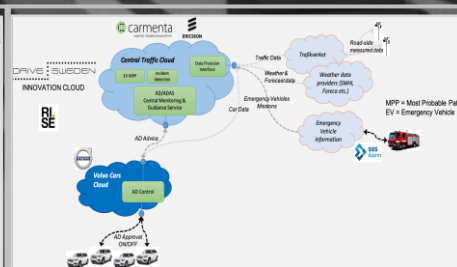 carmenta
ERICSSON
DRIVE SWEDEN
INNOVATION CLOUD
RI.
SE
Central Traffic Cloud
EV MPP
Incident
detection
Data Provision
Interface
AD/ADAS
Central Monitoring &
Guidance Service
Traffic Data
Weather &
Forecast data
Emergency Vehicles
Missions
Car Data
AD Advice
Trafikverket
Road-side
measured data
Weather data
providers (SMHI,
Foreca etc.)
Emergency
Vehicle
Information
SOS
Alarm
MPP = Most Probable Pa
EV = Emergency Vehicle
VOLVO
Volvo Cars
Cloud
AD Control
AD Approval
ON/OFF